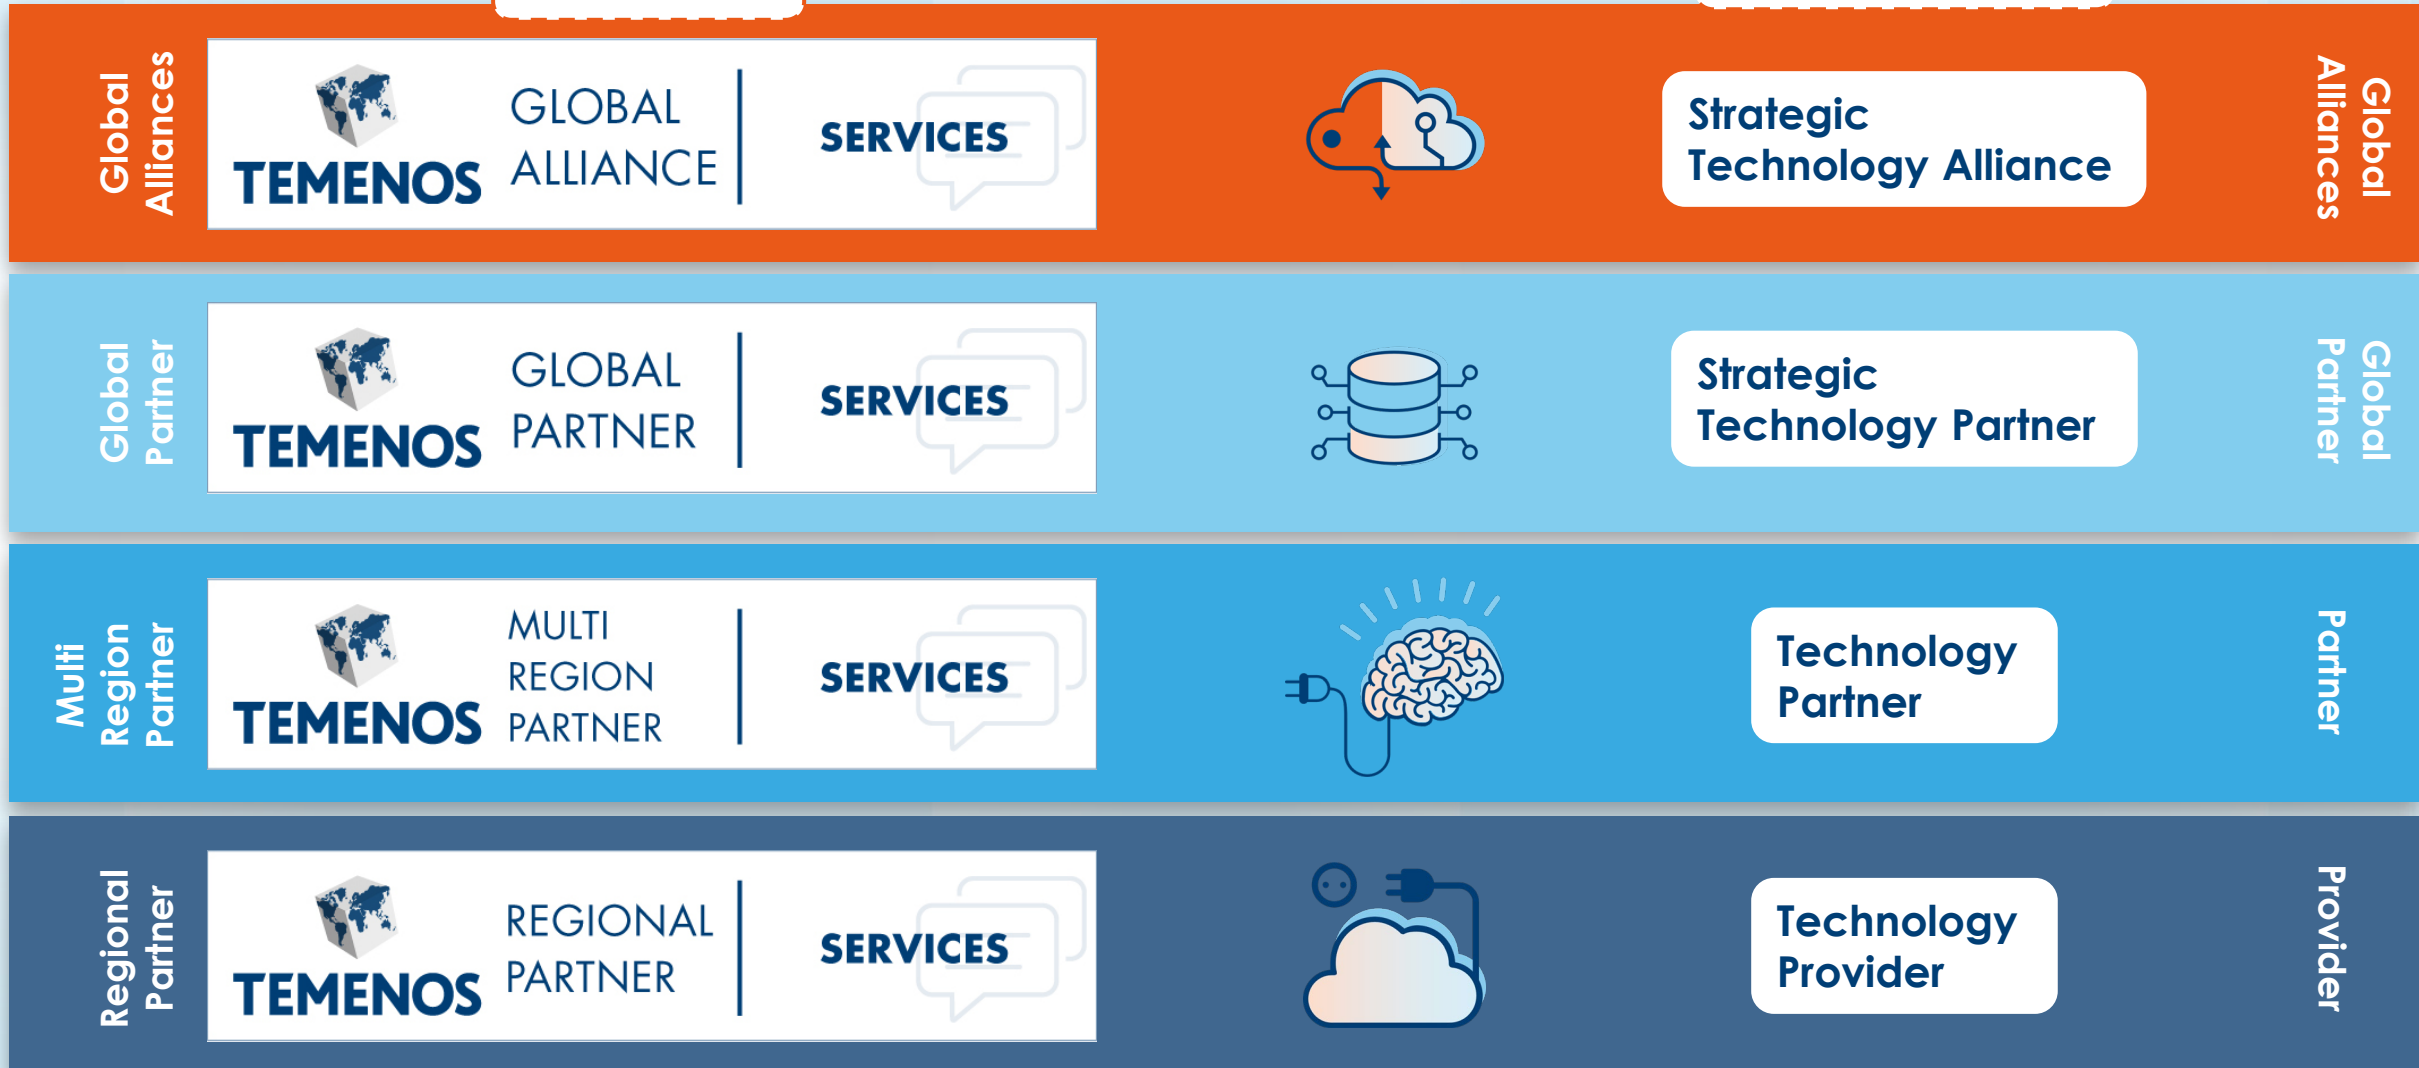 Global
Alliances
TEMENOS
GLOBAL
ALLIANCE
SERVICES
Strategic
Technology Alliance
Global
Alliances
Global
Partner
TEMENOS
GLOBAL
PARTNER
SERVICES
Strategic
Technology Partner
Global
Partner
Multi
Region
Partner
TEMENOS
MULTI
REGION
PARTNER
SERVICES
Technology
Partner
Partner
Regional
Partner
TEMENOS
REGIONAL
PARTNER
SERVICES
Technology
Provider
Provider